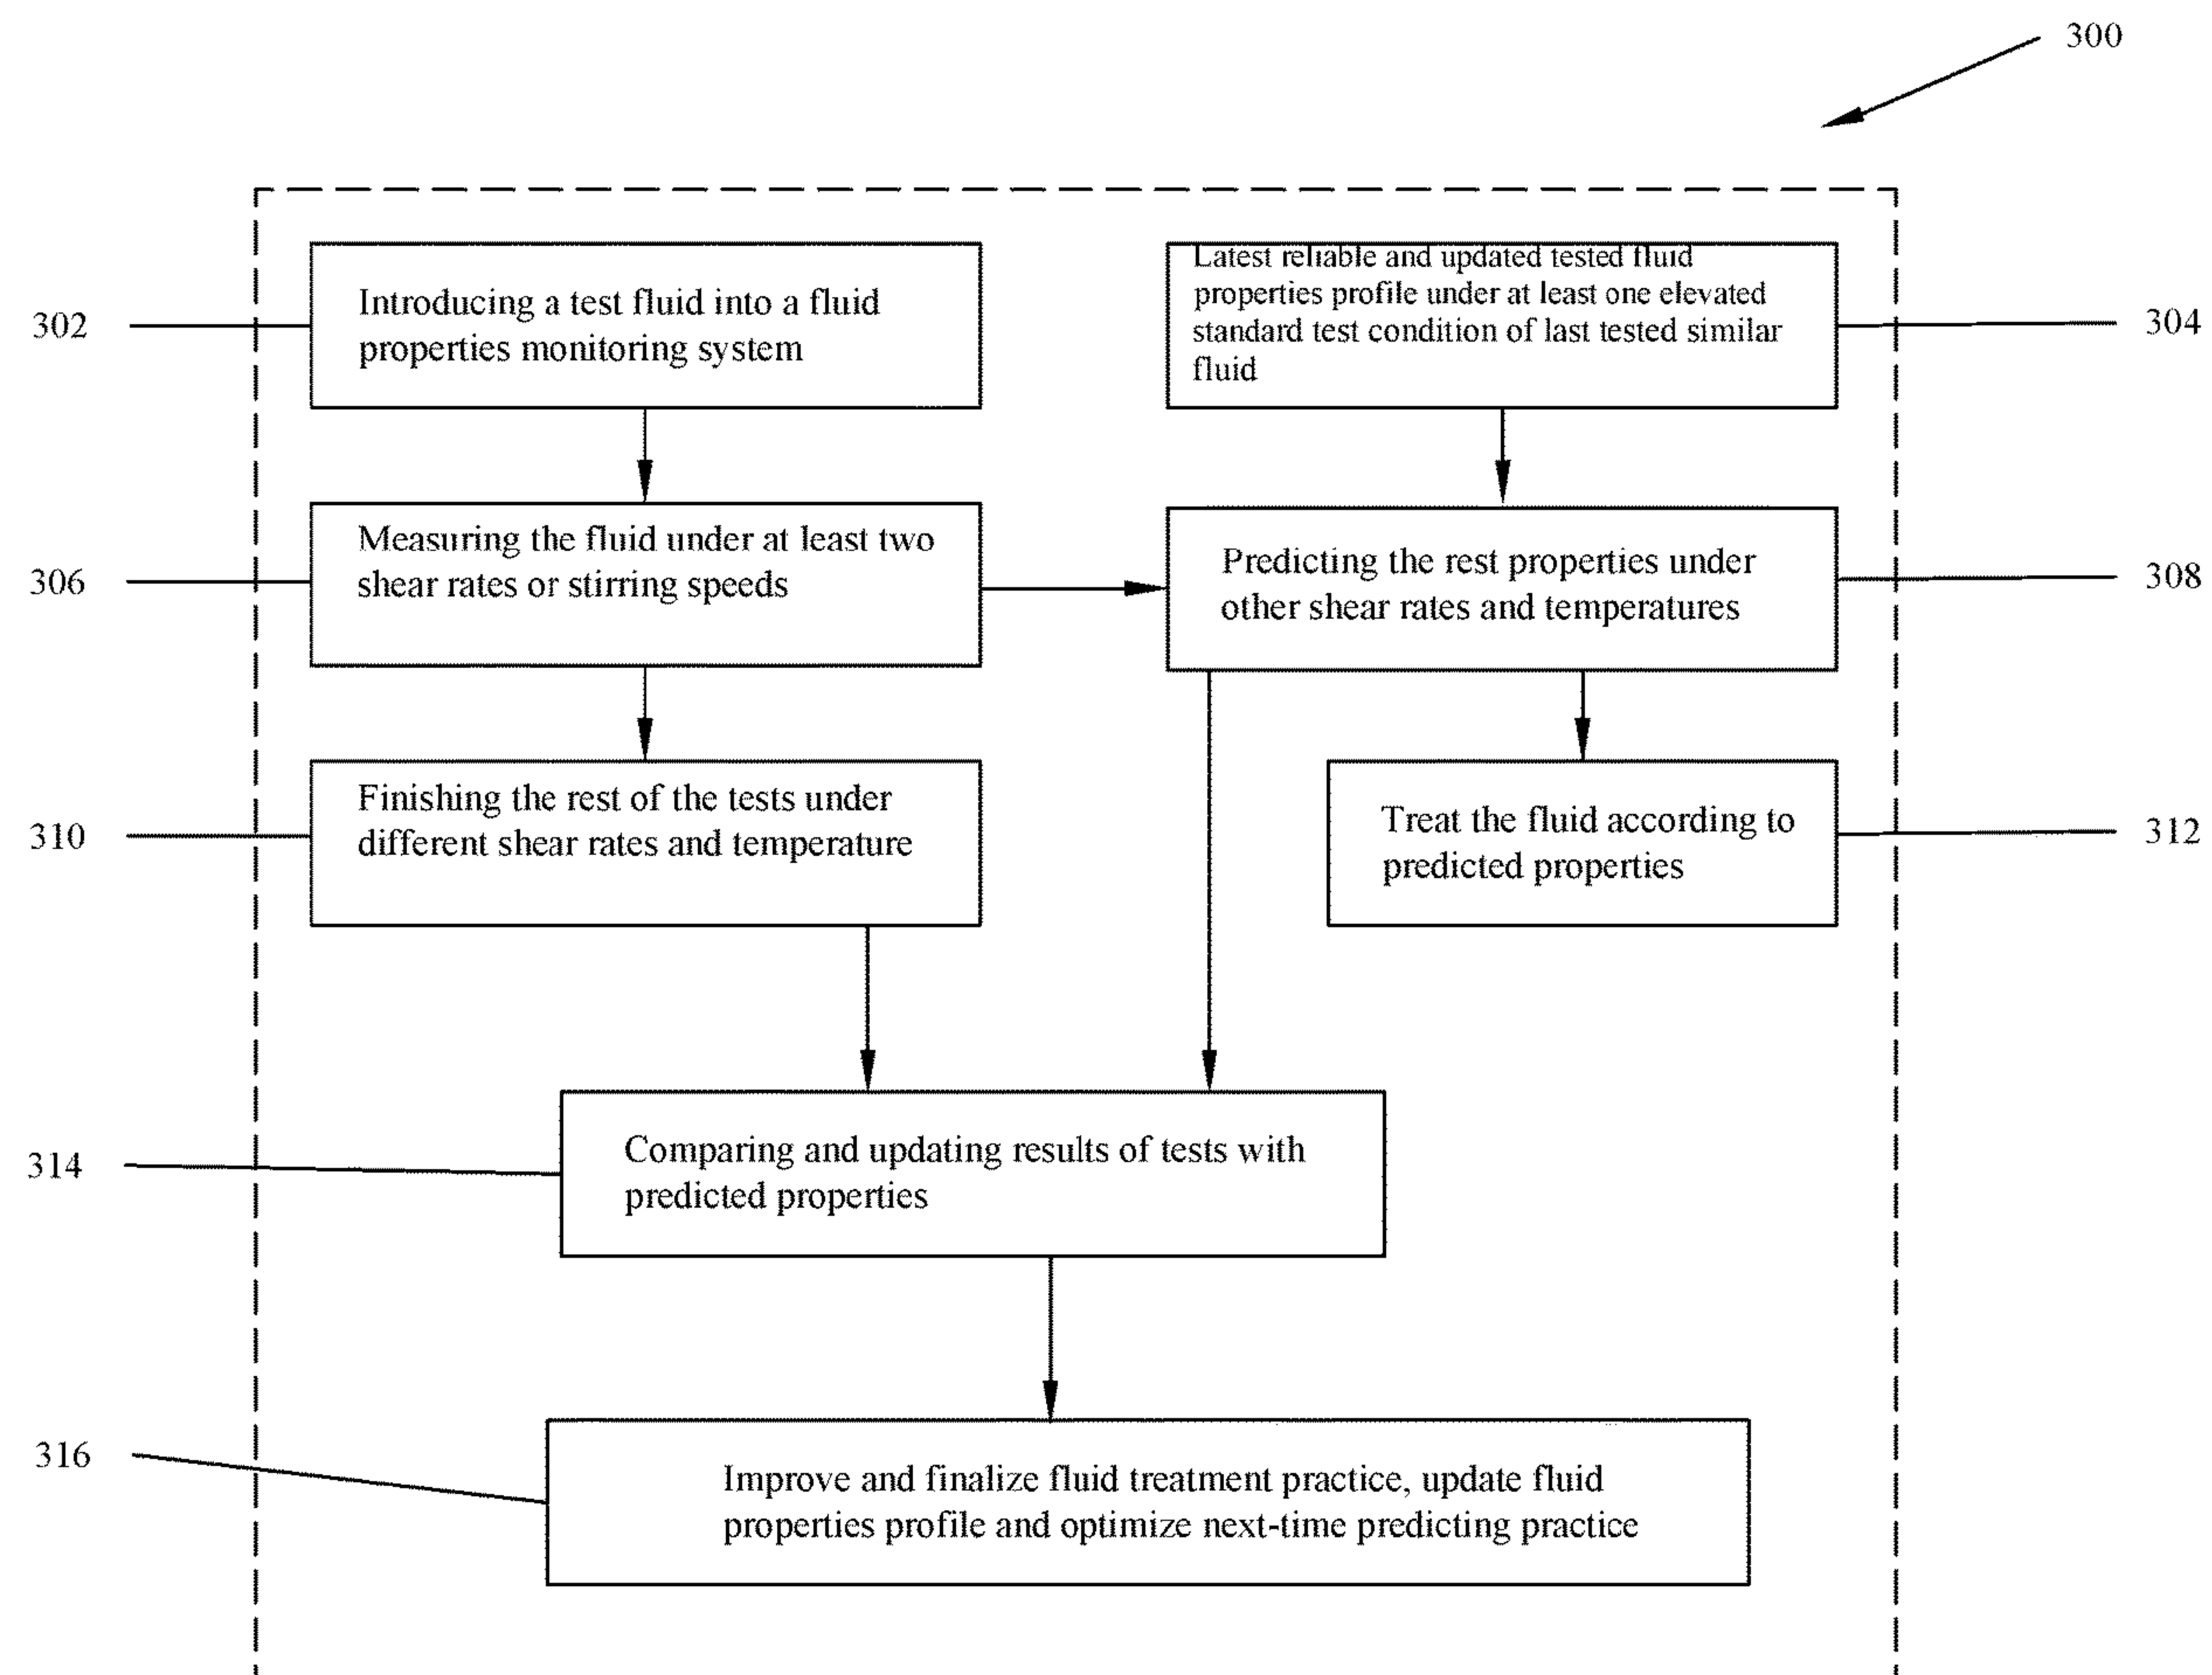 300
302
Introducing a test fluid into a fluid
properties monitoring system
Latest reliable and updated tested fluid
properties profile under at least one elevated
standard test condition of last tested similar
fluid
304
306
Measuring the fluid under at least two
shear rates or stirring speeds
Predicting the rest properties under
other shear rates and temperatures
308
310
Finishing the rest of the tests under
different shear rates and temperature
Treat the fluid according to
predicted properties
312
314
Comparing and updating results of tests with
predicted properties
316
Improve and finalize fluid treatment practice, update fluid
properties profile and optimize next-time predicting practice